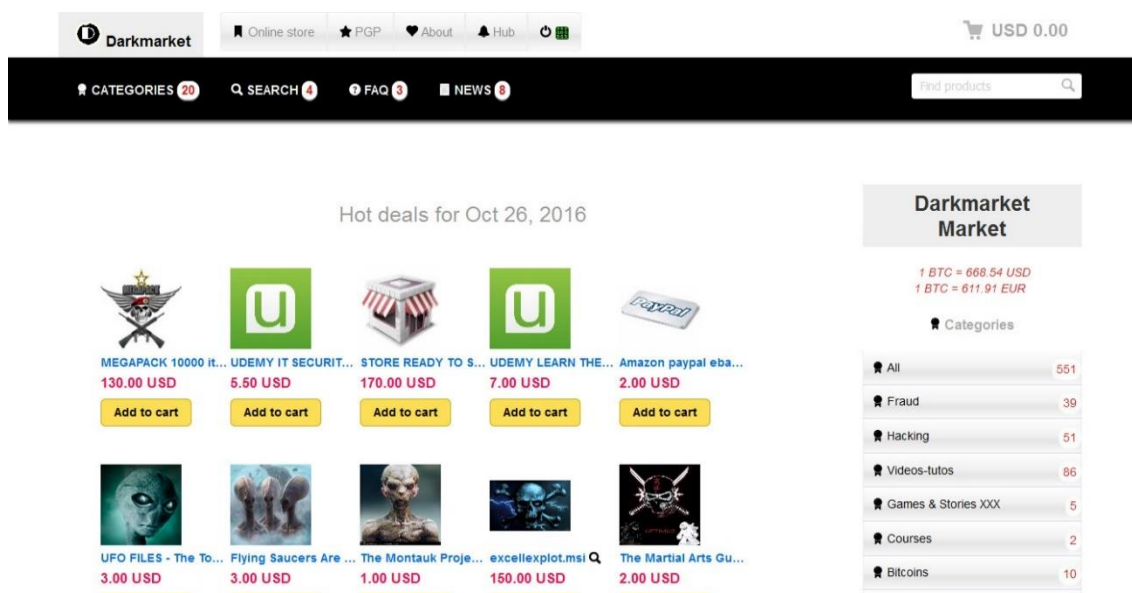 Darkmarket
Online store
PGP
About
Hub
USD 0.00
CATEGORIES 20
SEARCH 4
FAQ 3
NEWS 8
Find products
Hot deals for Oct 26, 2016
MEGAPACK
MEGAPACK 10000 it...
130.00 USD
Add to cart
U
UDEMY IT SECURIT...
5.50 USD
Add to cart
STORE READY TO S...
170.00 USD
Add to cart
U
UDEMY LEARN THE...
7.00 USD
Add to cart
PayPal
Amazon paypal eba...
2.00 USD
Add to cart
UFO FILES - The To...
3.00 USD
Flying Saucers Are ...
3.00 USD
The Montauk Proje...
1.00 USD
excellexplot.msi
150.00 USD
The Martial Arts Gu...
2.00 USD
Darkmarket
Market
1 BTC = 668.54 USD
1 BTC = 611.91 EUR
Categories
All 551
Fraud 39
Hacking 51
Videos-tutos 86
Games & Stories XXX 5
Courses 2
Bitcoins 10